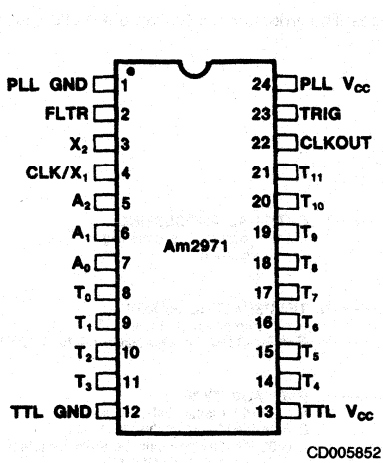 PLL GND 1 24 PLL VCC
FLTR 2 23 TRIG
X2 3 22 CLKOUT
CLK/X1 4 21 T11
A2 5 20 T10
A1 6 19 T9
Am2971
A0 7 18 T8
T0 8 17 T7
T1 9 16 T6
T2 10 15 T5
T3 11 14 T4
TTL GND 12 13 TTL VCC
CD005852